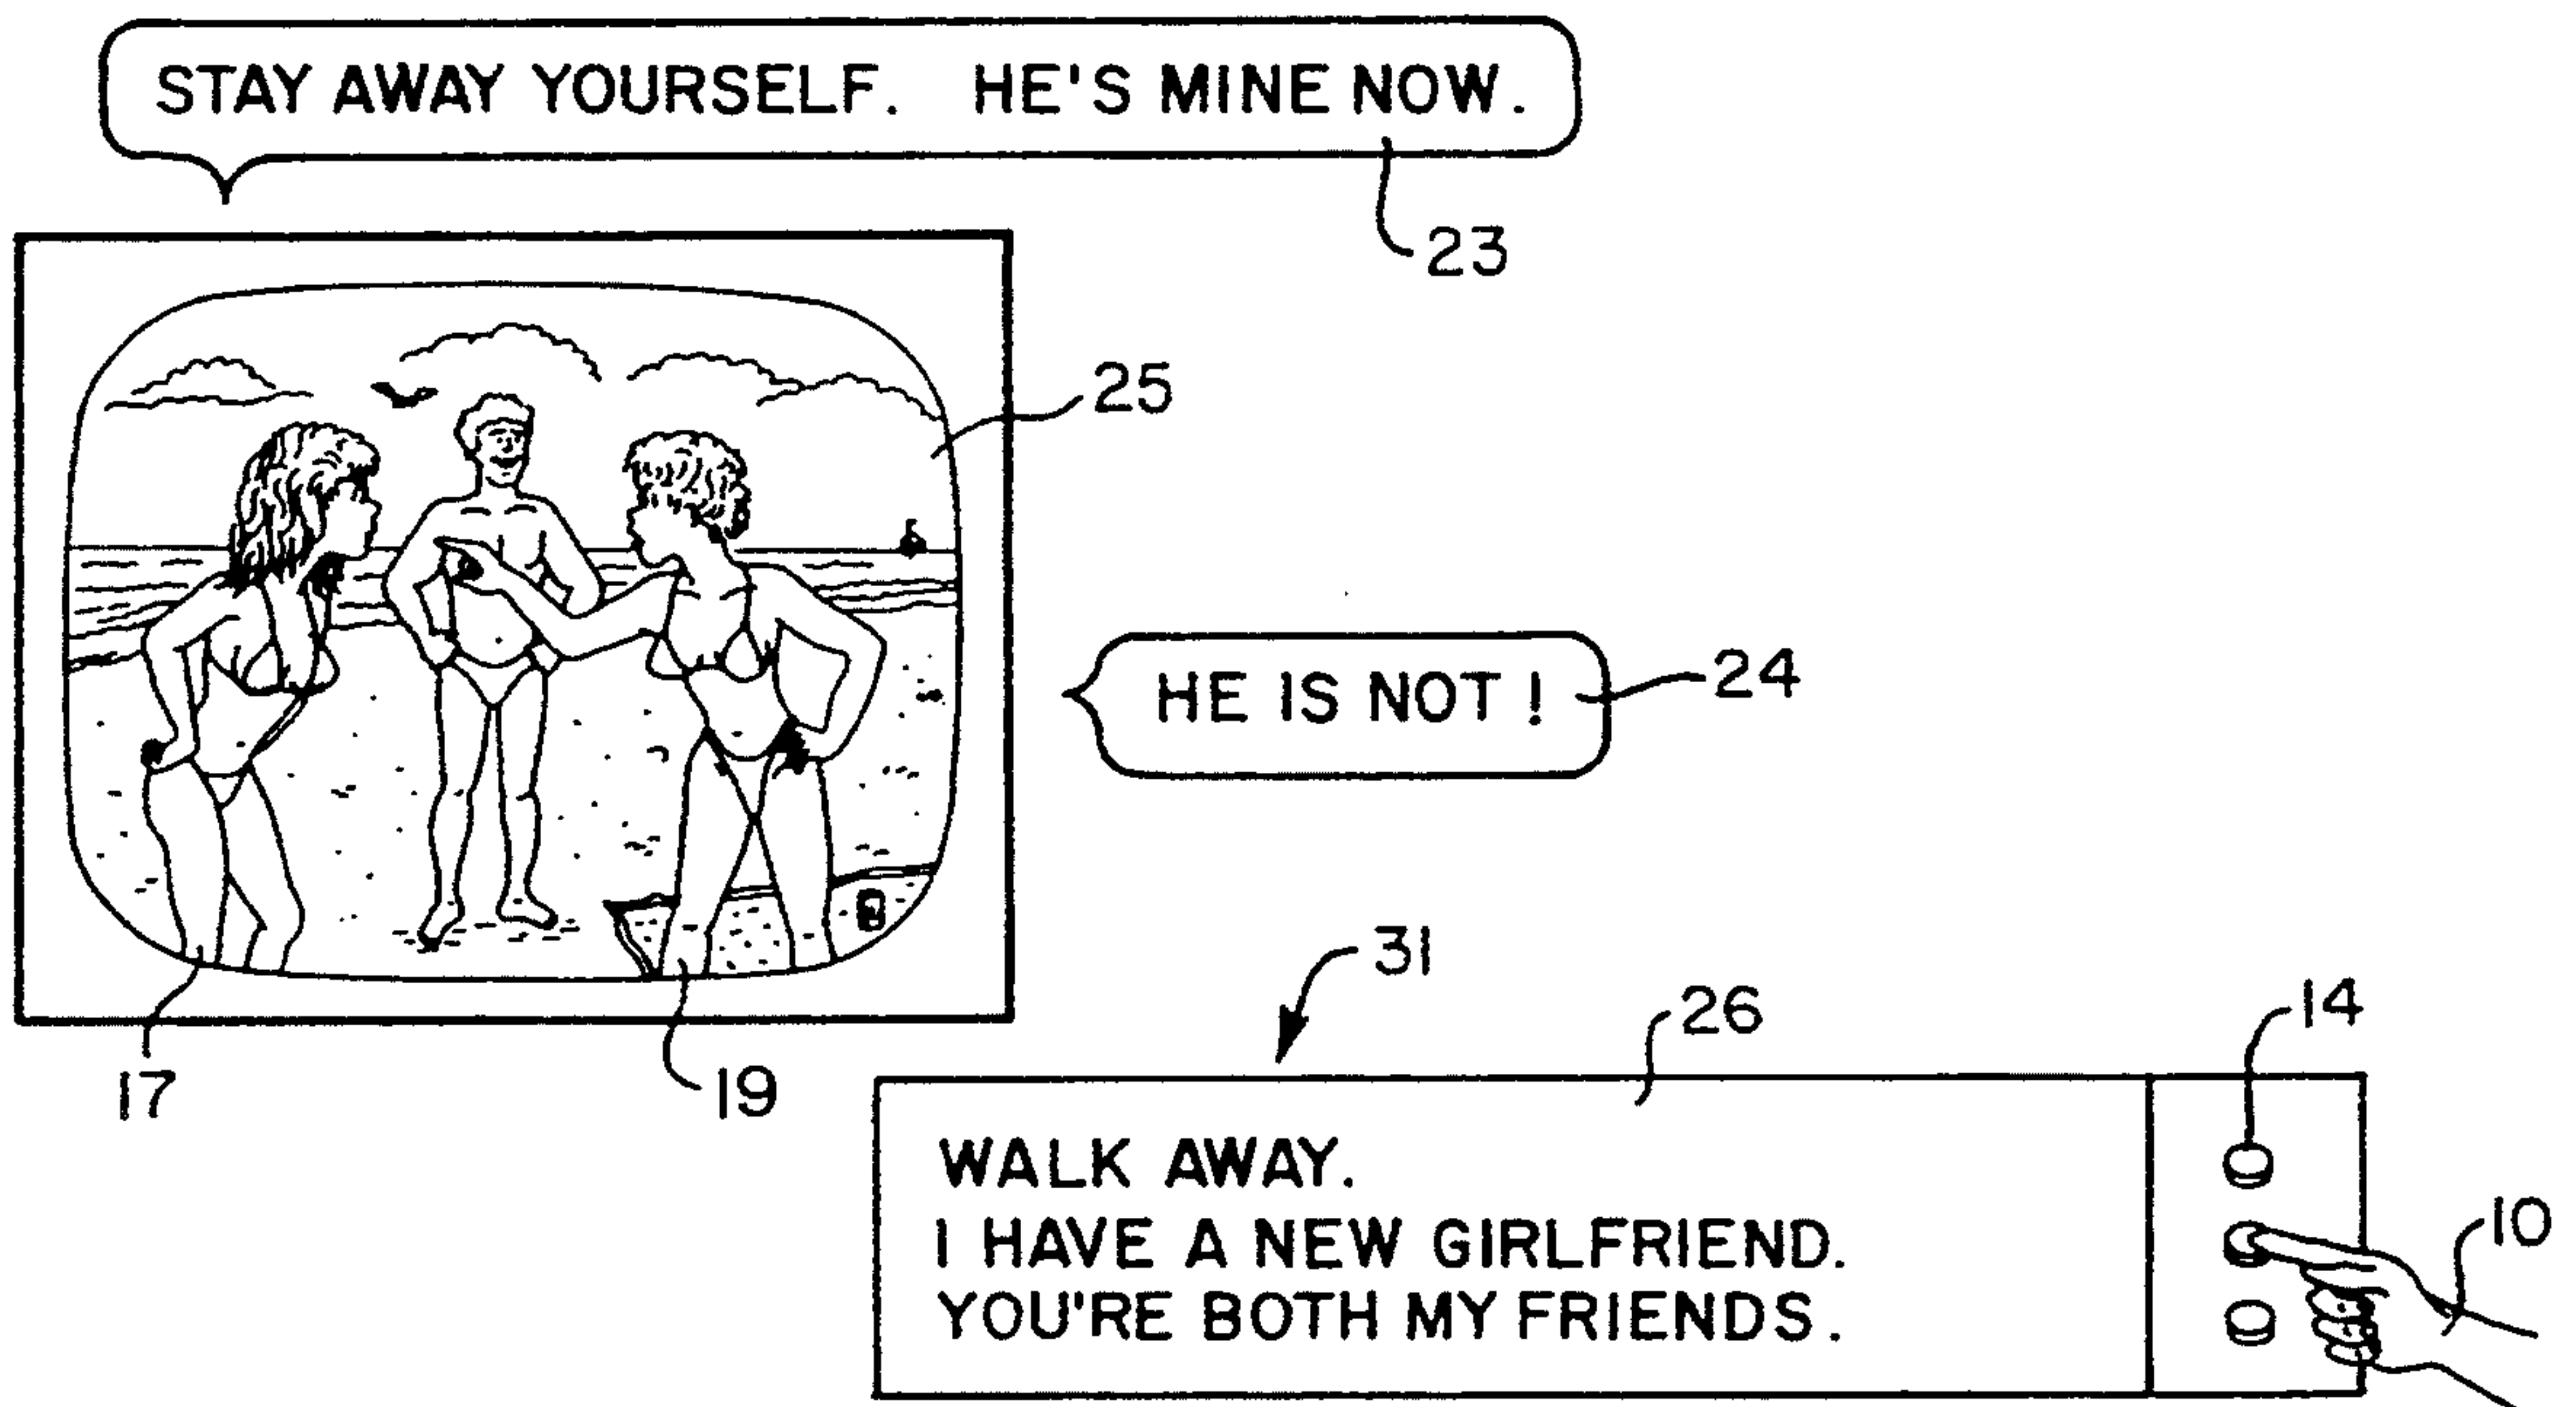 STAY AWAY YOURSELF. HE'S MINE NOW.
23
25
HE IS NOT!
24
17
19
31
26
14
WALK AWAY.
I HAVE A NEW GIRLFRIEND.
YOU'RE BOTH MY FRIENDS.
10